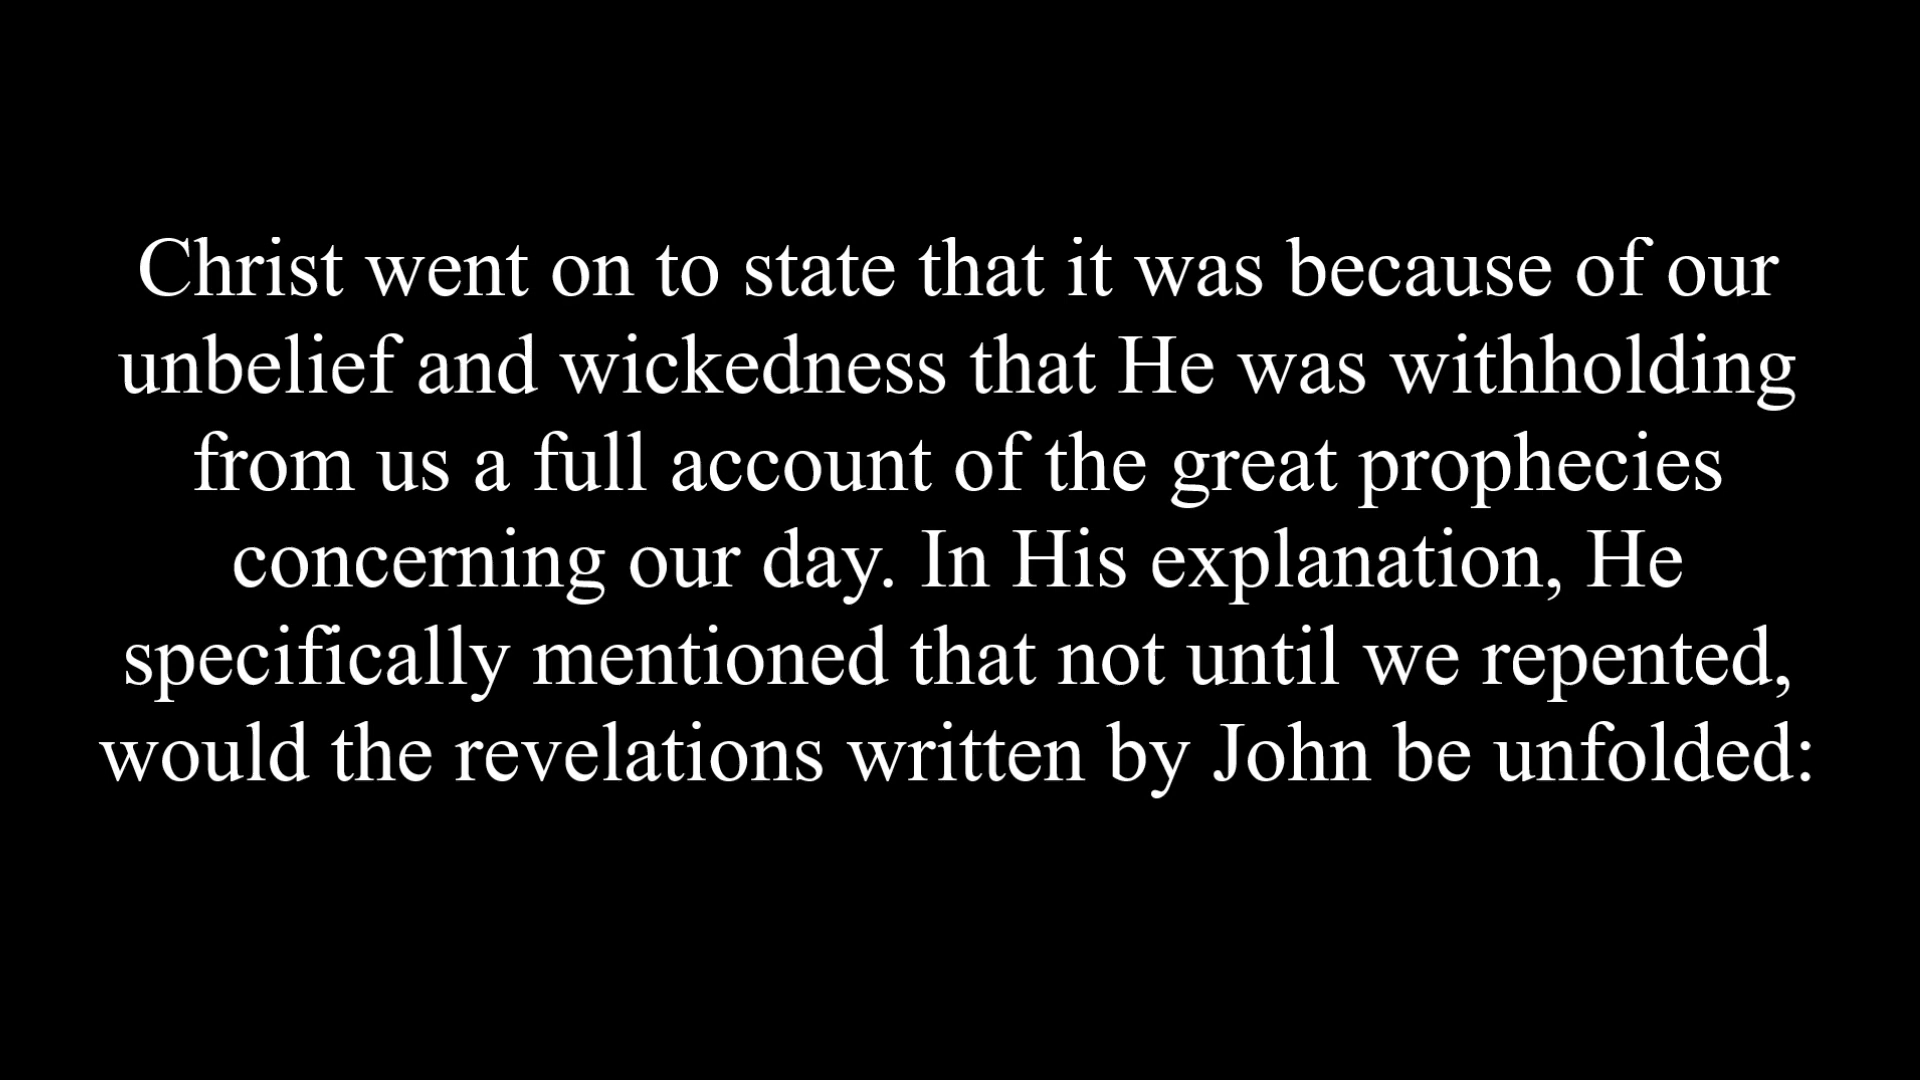 Christ went on to state that it was because of our
unbelief and wickedness that He was withholding
from us a full account of the great prophecies
concerning our day. In His explanation, He
specifically mentioned that not until we repented,
would the revelations written by John be unfolded: